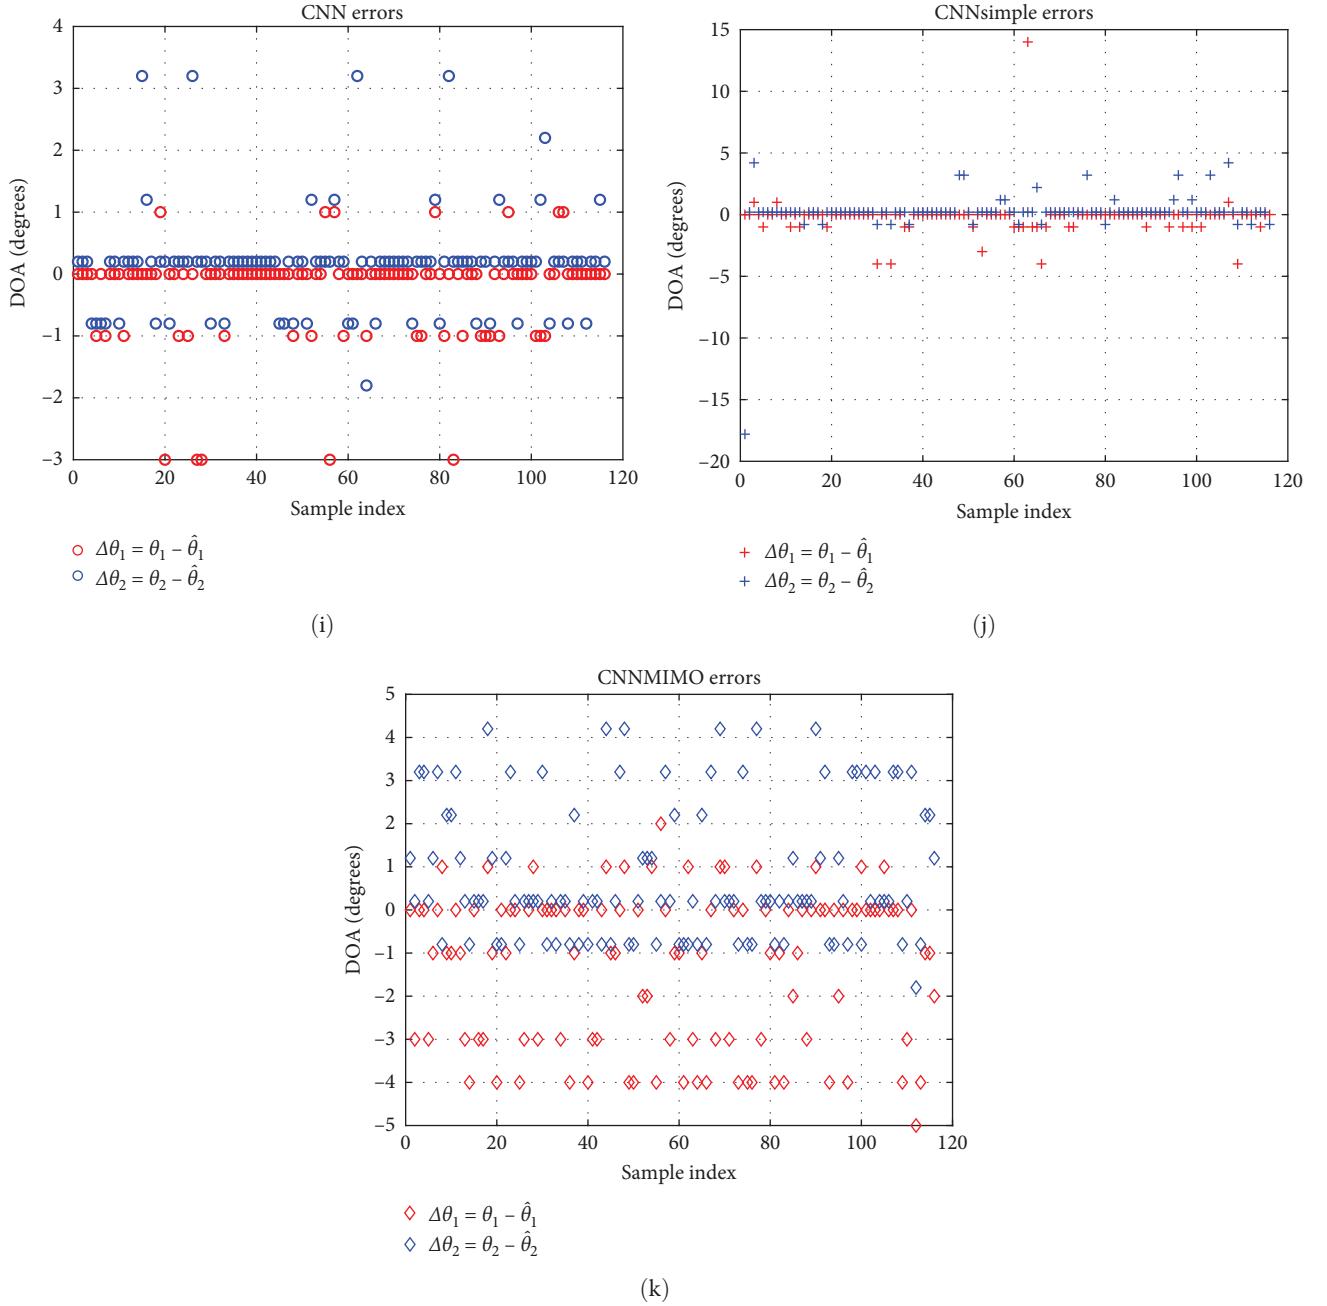 CNN errors
4
3
2
1
0
−1
−2
−3
DOA (degrees)
0 20 40 60 80 100 120
Sample index
Δθ1 = θ1 – θ̂1
Δθ2 = θ2 – θ̂2
(i)
CNNsimple errors
15
10
5
0
−5
−10
−15
−20
DOA (degrees)
0 20 40 60 80 100 120
Sample index
Δθ1 = θ1 – θ̂1
Δθ2 = θ2 – θ̂2
(j)
CNNMIMO errors
5
4
3
2
1
0
−1
−2
−3
−4
−5
DOA (degrees)
0 20 40 60 80 100 120
Sample index
Δθ1 = θ1 – θ̂1
Δθ2 = θ2 – θ̂2
(k)